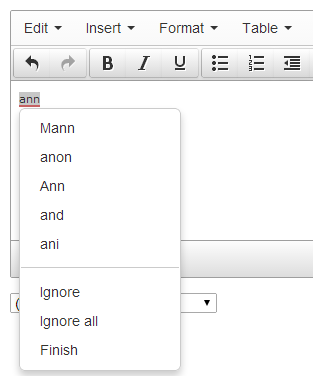 Edit Insert Format Table
B I U
ann
Mann
anon
Ann
and
ani
Ignore
Ignore all
Finish
(